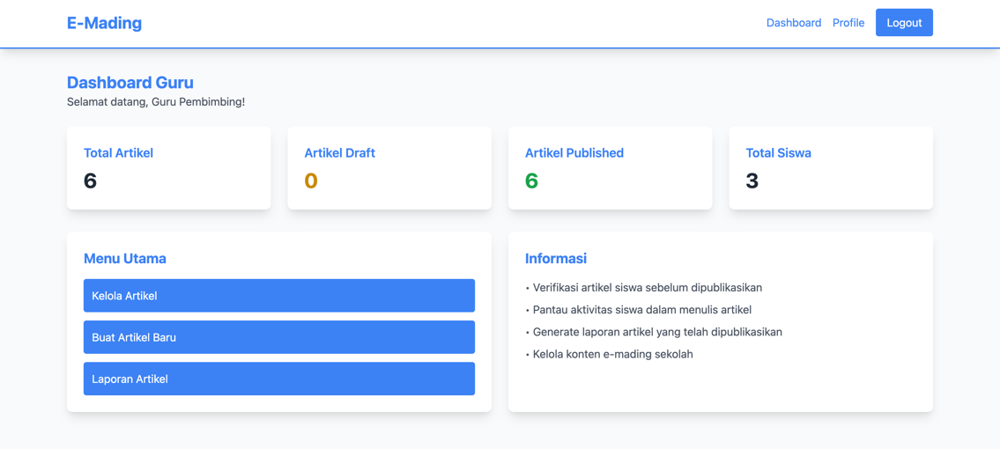 E-Mading
Dashboard Profile Logout
Dashboard Guru
Selamat datang, Guru Pembimbing!
Total Artikel
6
Artikel Draft
0
Artikel Published
6
Total Siswa
3
Menu Utama
Kelola Artikel
Buat Artikel Baru
Laporan Artikel
Informasi
• Verifikasi artikel siswa sebelum dipublikasikan
• Pantau aktivitas siswa dalam menulis artikel
• Generate laporan artikel yang telah dipublikasikan
• Kelola konten e-mading sekolah